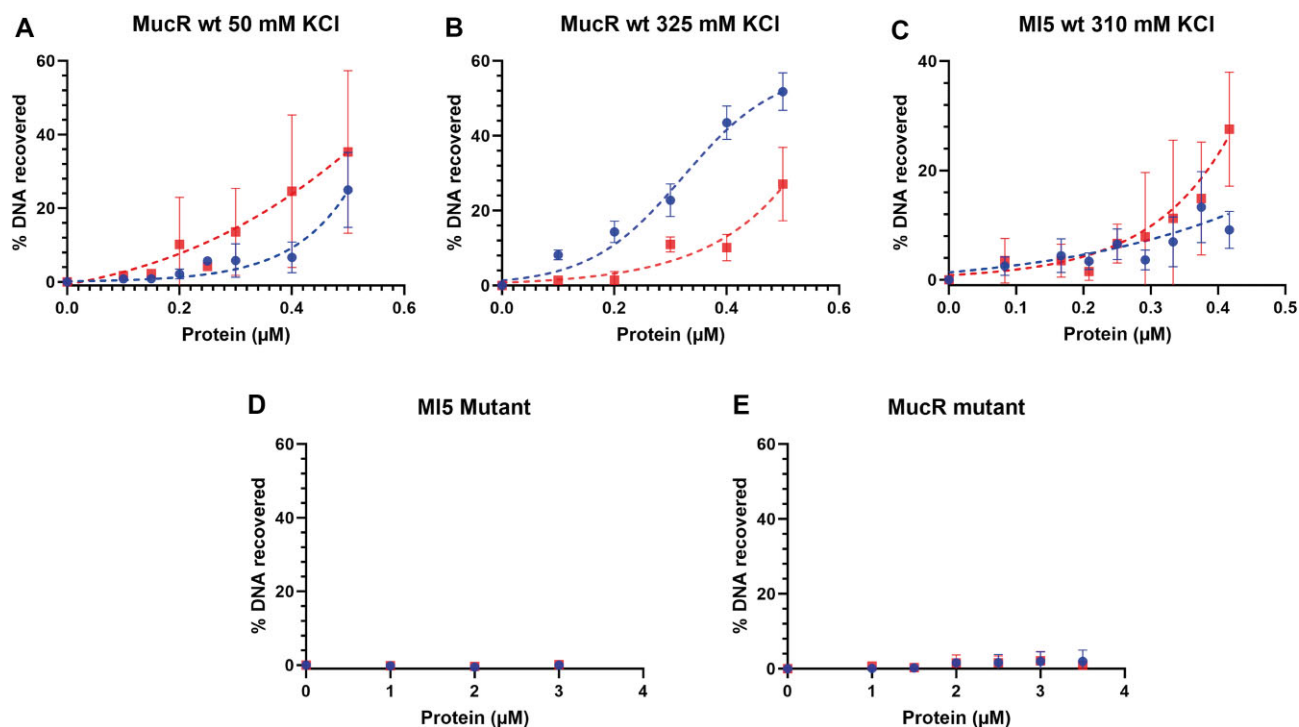 A
MucR wt 50 mM KCl
% DNA recovered
60
40
20
0
0.0
0.2
0.4
0.6
Protein (µM)
B
MucR wt 325 mM KCl
% DNA recovered
60
40
20
0
0.0
0.2
0.4
0.6
Protein (µM)
C
Ml5 wt 310 mM KCl
% DNA recovered
40
20
0
0.0
0.1
0.2
0.3
0.4
0.5
Protein (µM)
D
Ml5 Mutant
% DNA recovered
60
40
20
0
0
1
2
3
4
Protein (µM)
E
MucR mutant
% DNA recovered
60
40
20
0
0
1
2
3
4
Protein (µM)